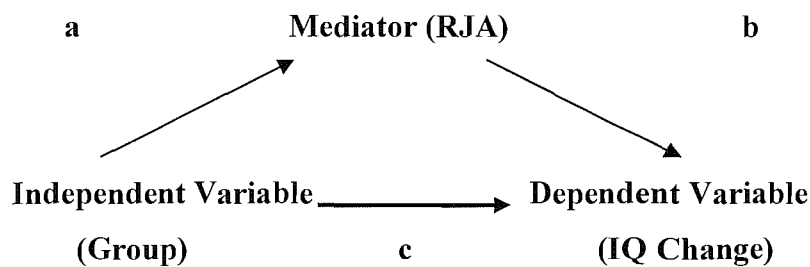 a Mediator (RJA) b
Independent Variable Dependent Variable
(Group) c (IQ Change)